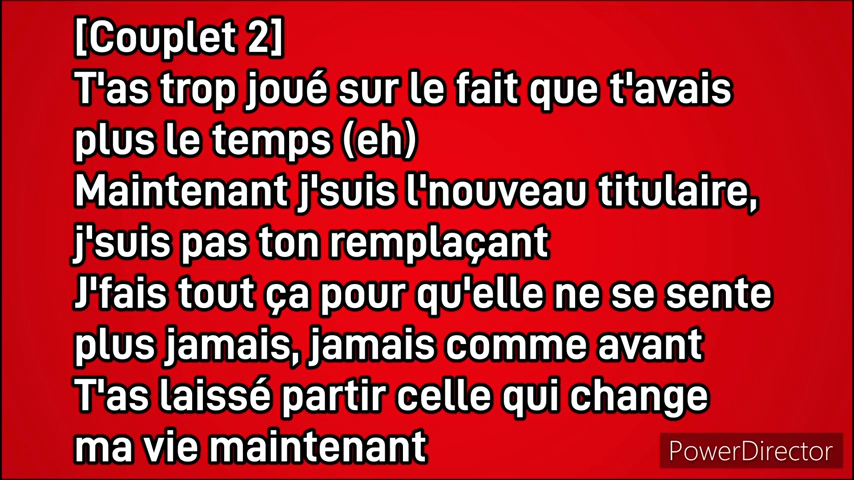 [Couplet 2]
T'as trop joué sur le fait que t'avais
plus le temps (eh)
Maintenant j'suis l'nouveau titulaire,
j'suis pas ton remplaçant
J'fais tout ça pour qu'elle ne se sente
plus jamais, jamais comme avant
T'as laissé partir celle qui change
ma vie maintenant
PowerDirector